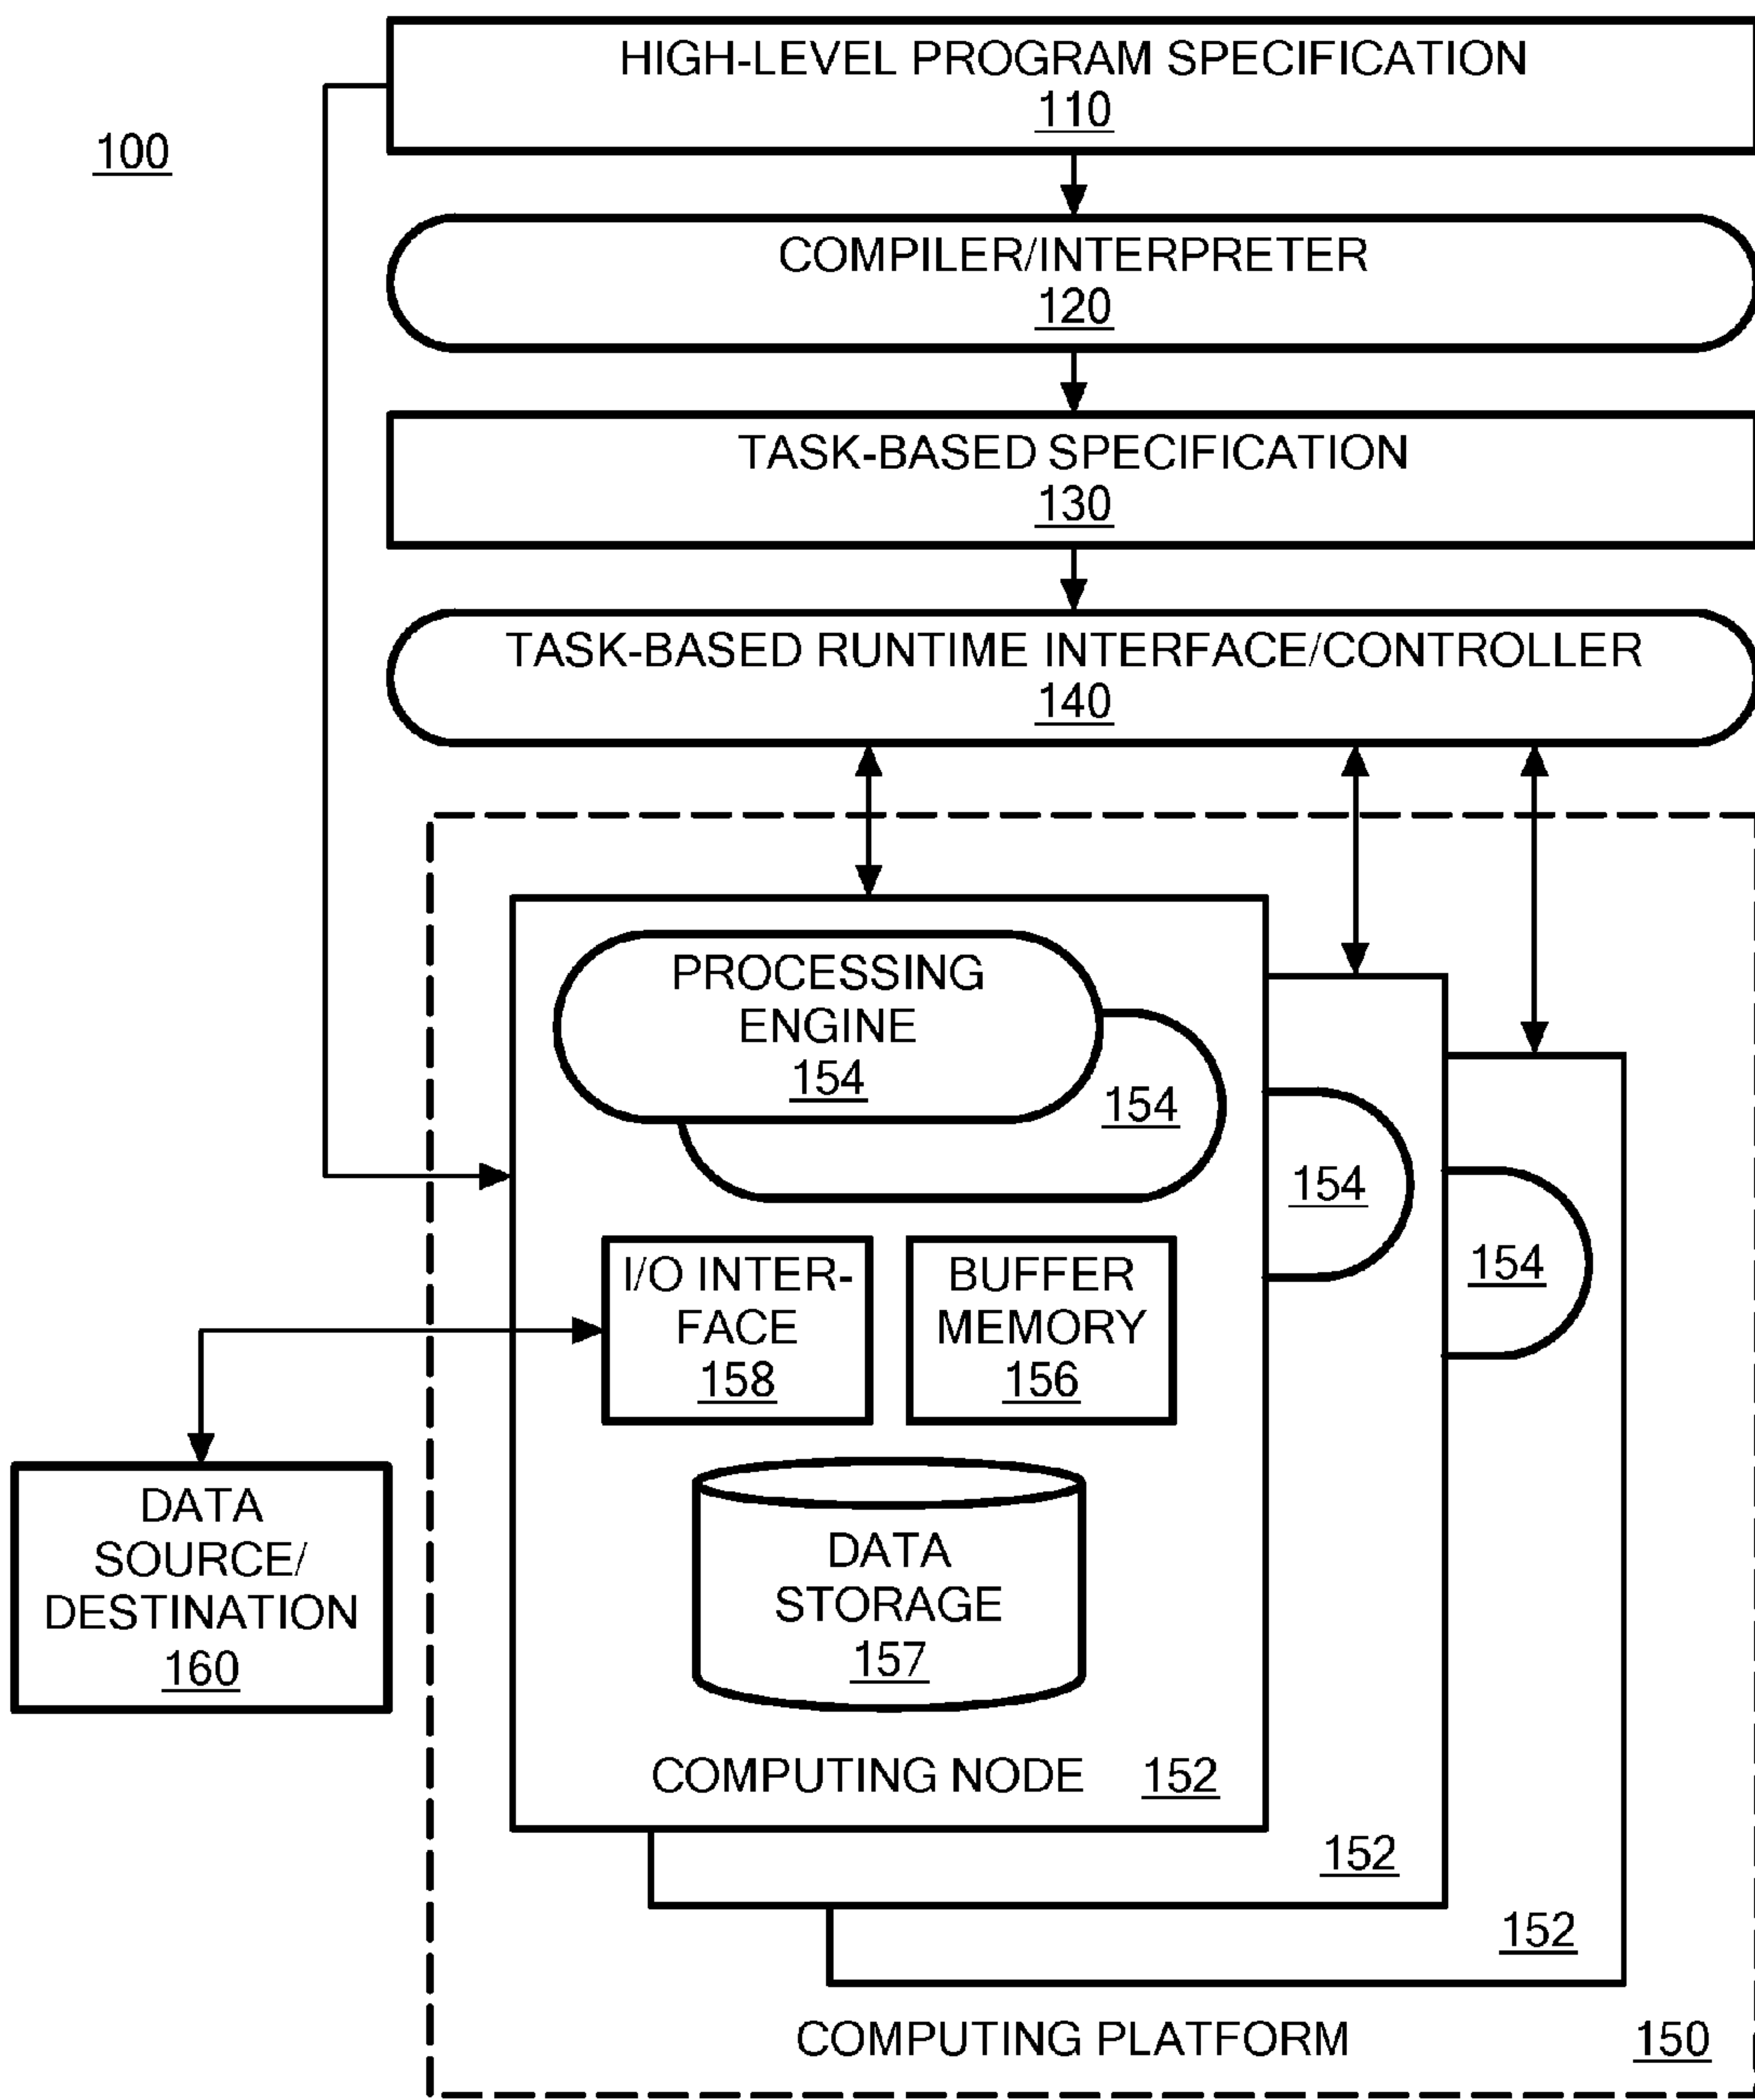 HIGH-LEVEL PROGRAM SPECIFICATION
110
100
COMPILER/INTERPRETER
120
TASK-BASED SPECIFICATION
130
TASK-BASED RUNTIME INTERFACE/CONTROLLER
140
PROCESSING
ENGINE
154
154
154
154
I/O INTER-
FACE
158
BUFFER
MEMORY
156
DATA
SOURCE/
DESTINATION
160
DATA
STORAGE
157
COMPUTING NODE 152
152
152
COMPUTING PLATFORM 150